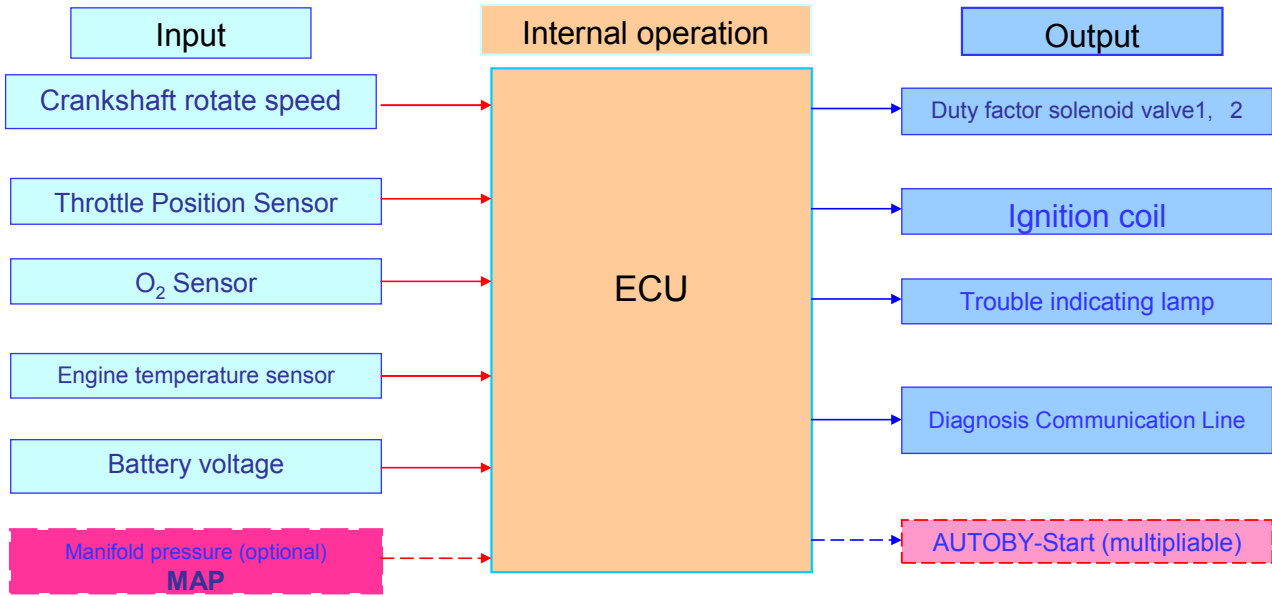 Input
Internal operation
Output
Crankshaft rotate speed
Duty factor solenoid valve1, 2
Throttle Position Sensor
Ignition coil
O₂ Sensor
ECU
Trouble indicating lamp
Engine temperature sensor
Diagnosis Communication Line
Battery voltage
Manifold pressure (optional)
MAP
AUTOBY-Start (multipliable)